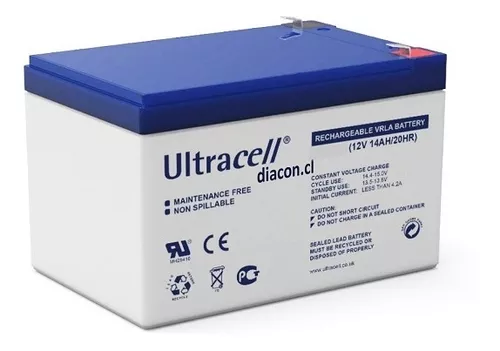 Ultracell®
diacon.cl
MAINTENANCE FREE
NON SPILLABLE
RECHARGEABLE VRLA BATTERY
(12V 14AH/20HR)
CONSTANT VOLTAGE CHARGE
CYCLE USE: 14.4-15.0V
STANDBY USE: 13.5-13.8V
INITIAL CURRENT: LESS THAN 4.2A
DO NOT SHORT CIRCUIT
DO NOT CHARGE IN A SEALED CONTAINER
SEALED LEAD BATTERY
MUST BE RECYCLED OR
DISPOSED OF PROPERLY
www.ultracell.co.uk
CE
RECYCLE
Pb